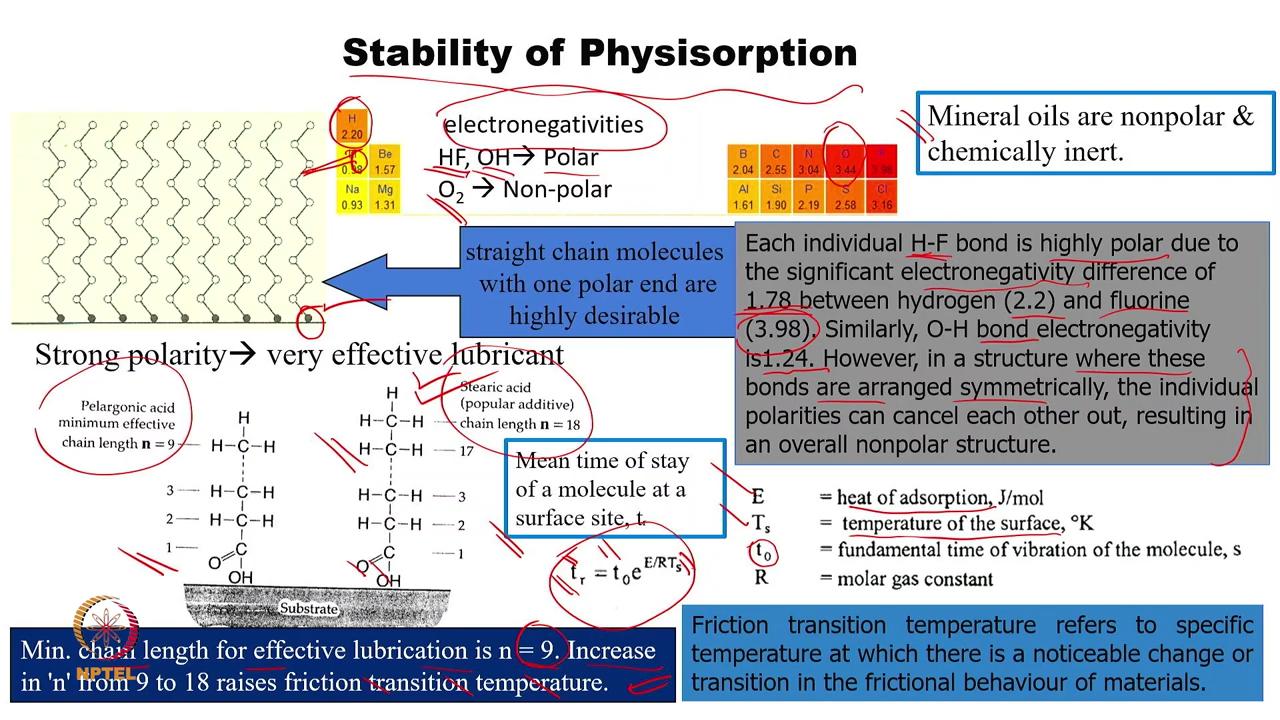 Stability of Physisorption
H
2.20
0.98
Be
1.57
Na
0.93
Mg
1.31
electronegativities
HF, OH→ Polar
O2 → Non-polar
B
2.04
C
2.55
N
3.04
O
3.44
3.98
Al
1.61
Si
1.90
P
2.19
S
2.58
Cl
3.16
Mineral oils are nonpolar &
chemically inert.
straight chain molecules
with one polar end are
highly desirable
Each individual H-F bond is highly polar due to
the significant electronegativity difference of
1.78 between hydrogen (2.2) and fluorine
(3.98). Similarly, O-H bond electronegativity
is1.24. However, in a structure where these
bonds are arranged symmetrically, the individual
polarities can cancel each other out, resulting in
an overall nonpolar structure.
Strong polarity→ very effective lubricant
Pelargonic acid
minimum effective
chain length n = 9
H
H-C-H
3 H-C-H
2 H-C-H
1
C
O
OH
Stearic acid
(popular additive)
chain length n = 18
H
H-C-H
H-C-H 17
H-C-H 3
H-C-H 2
C 1
O
OH
Substrate
Mean time of stay
of a molecule at a
surface site, t
tr = t0e^E/RTs
E = heat of adsorption, J/mol
Ts = temperature of the surface, °K
t0 = fundamental time of vibration of the molecule, s
R = molar gas constant
Min. chain length for effective lubrication is n = 9. Increase
in 'n' from 9 to 18 raises friction transition temperature.
NPTEL
Friction transition temperature refers to specific
temperature at which there is a noticeable change or
transition in the frictional behaviour of materials.